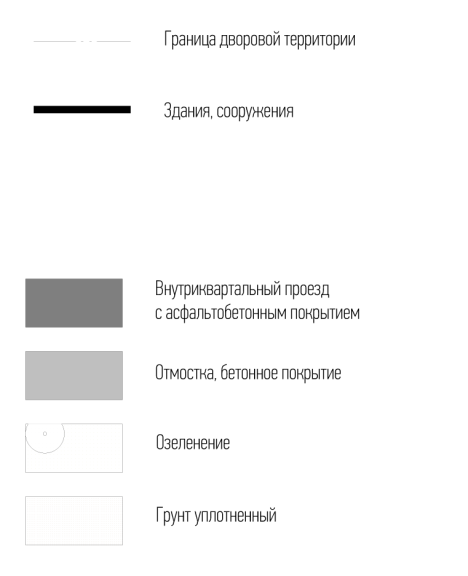 Граница дворовой территории
Здания, сооружения
Внутриквартальный проезд
с асфальтобетонным покрытием
Отмостка, бетонное покрытие
Озеленение
Грунт уплотненный